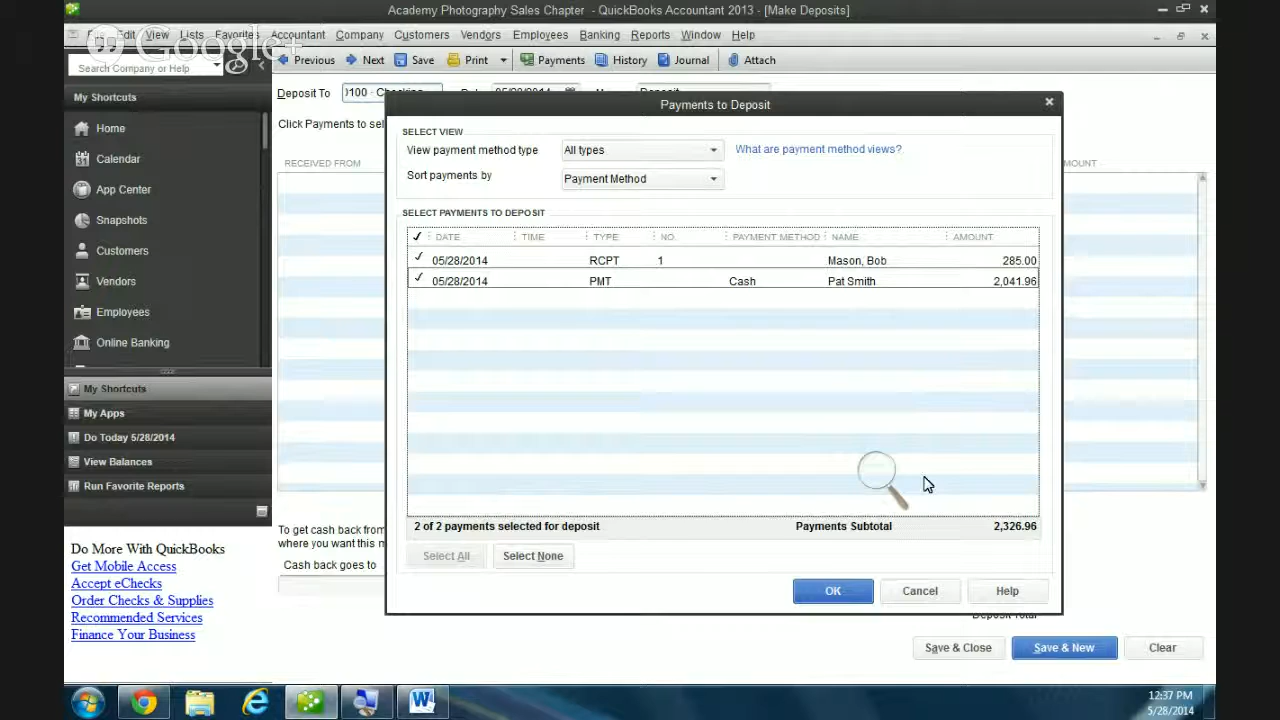 Academy Photography Sales Chapter - QuickBooks Accountant 2013 - [Make Deposits]
Edit View Lists Favorites Accountant Company Customers Vendors Employees Banking Reports Window Help
Google+
Search Company or Help
Previous Next Save Print Payments History Journal Attach
My Shortcuts
Home
Calendar
App Center
Snapshots
Customers
Vendors
Employees
Online Banking
My Shortcuts
My Apps
Do Today 5/28/2014
View Balances
Run Favorite Reports
Do More With QuickBooks
Get Mobile Access
Accept eChecks
Order Checks & Supplies
Recommended Services
Finance Your Business
Deposit To
Click Payments to sel
RECEIVED FROM
Payments to Deposit
SELECT VIEW
View payment method type All types What are payment method views?
Sort payments by Payment Method
SELECT PAYMENTS TO DEPOSIT
✓ DATE TIME TYPE NO. PAYMENT METHOD NAME AMOUNT
✓ 05/28/2014 RCPT 1 Mason, Bob 285.00
✓ 05/28/2014 PMT Cash Pat Smith 2,041.96
2 of 2 payments selected for deposit Payments Subtotal 2,326.96
Select All Select None
OK Cancel Help
To get cash back from
where you want this m
Cash back goes to
Save & Close Save & New Clear
12:37 PM
5/28/2014